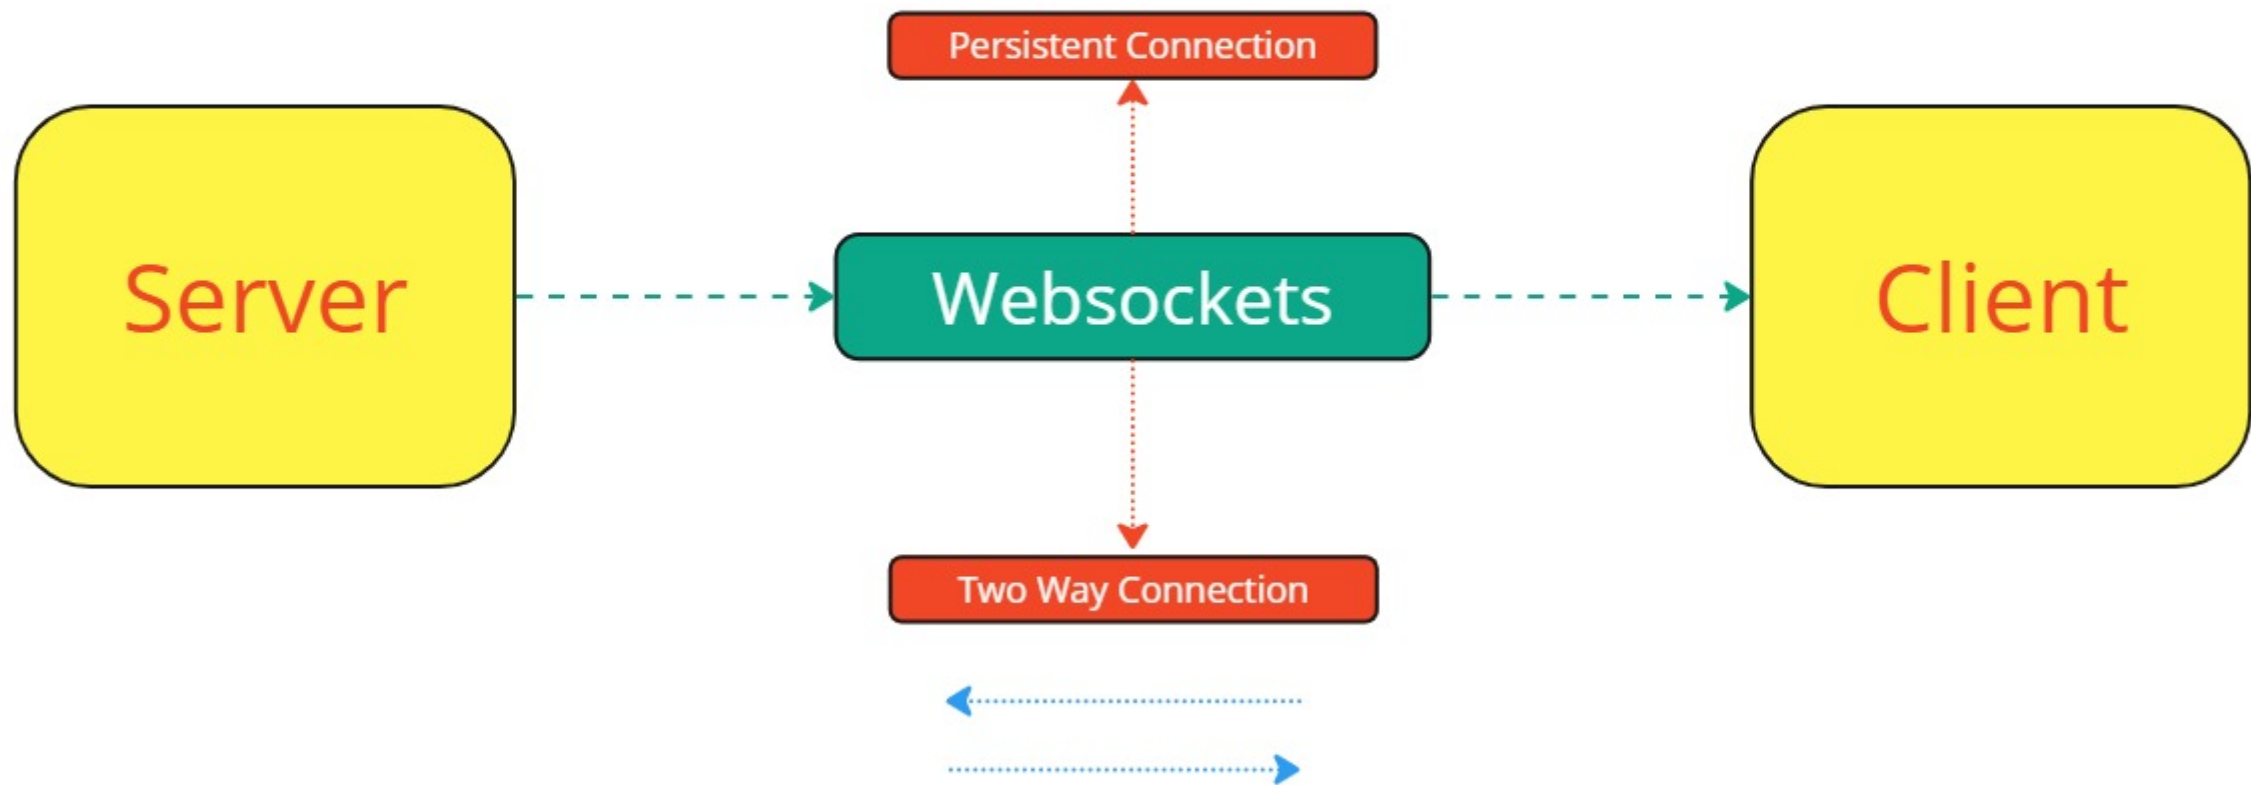 Persistent Connection
Server
Websockets
Client
Two Way Connection